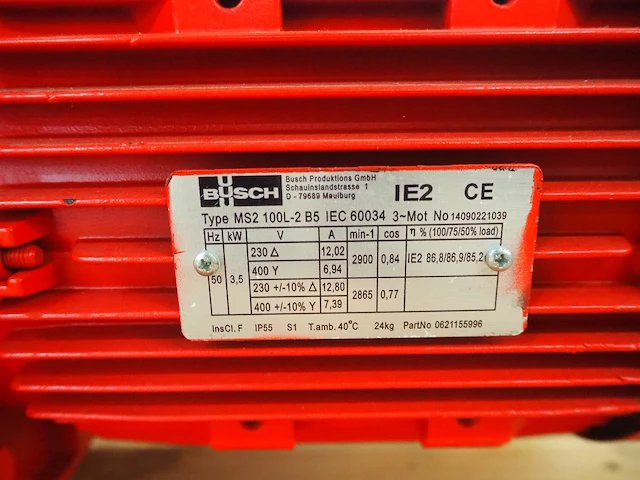 BUSCH
Busch Produktions GmbH
Schauinslandstrasse 1
D - 79689 Maulburg
IE2 CE
Type MS2 100L-2 B5 IEC 60034 3~Mot No 14090221039
Hz kW V A min-1 cos η % (100/75/50% load)
50 3,5 230 Δ 12,02 2900 0,84 IE2 86,8/86,9/85,2
400 Y 6,94
230 +/-10% Δ 12,80 2865 0,77
400 +/-10% Y 7,39
InsCl. F IP55 S1 T.amb. 40°C 24kg PartNo 0621155996